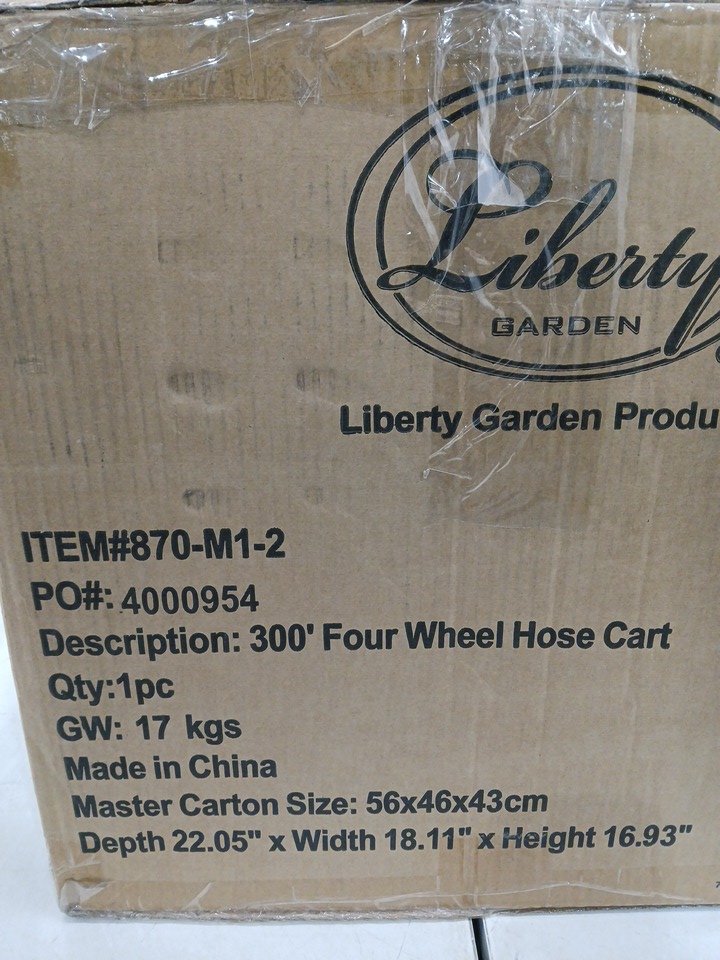 Liberty
GARDEN
Liberty Garden
ITEM#870-M1-2
PO#: 4000954
Description: 300' Four Wheel Hose Cart
Qty:1pc
GW: 17 kgs
Made in China
Master Carton Size: 56x46x43cm
Depth 22.05" x Width 18.11" x Height 16.93"